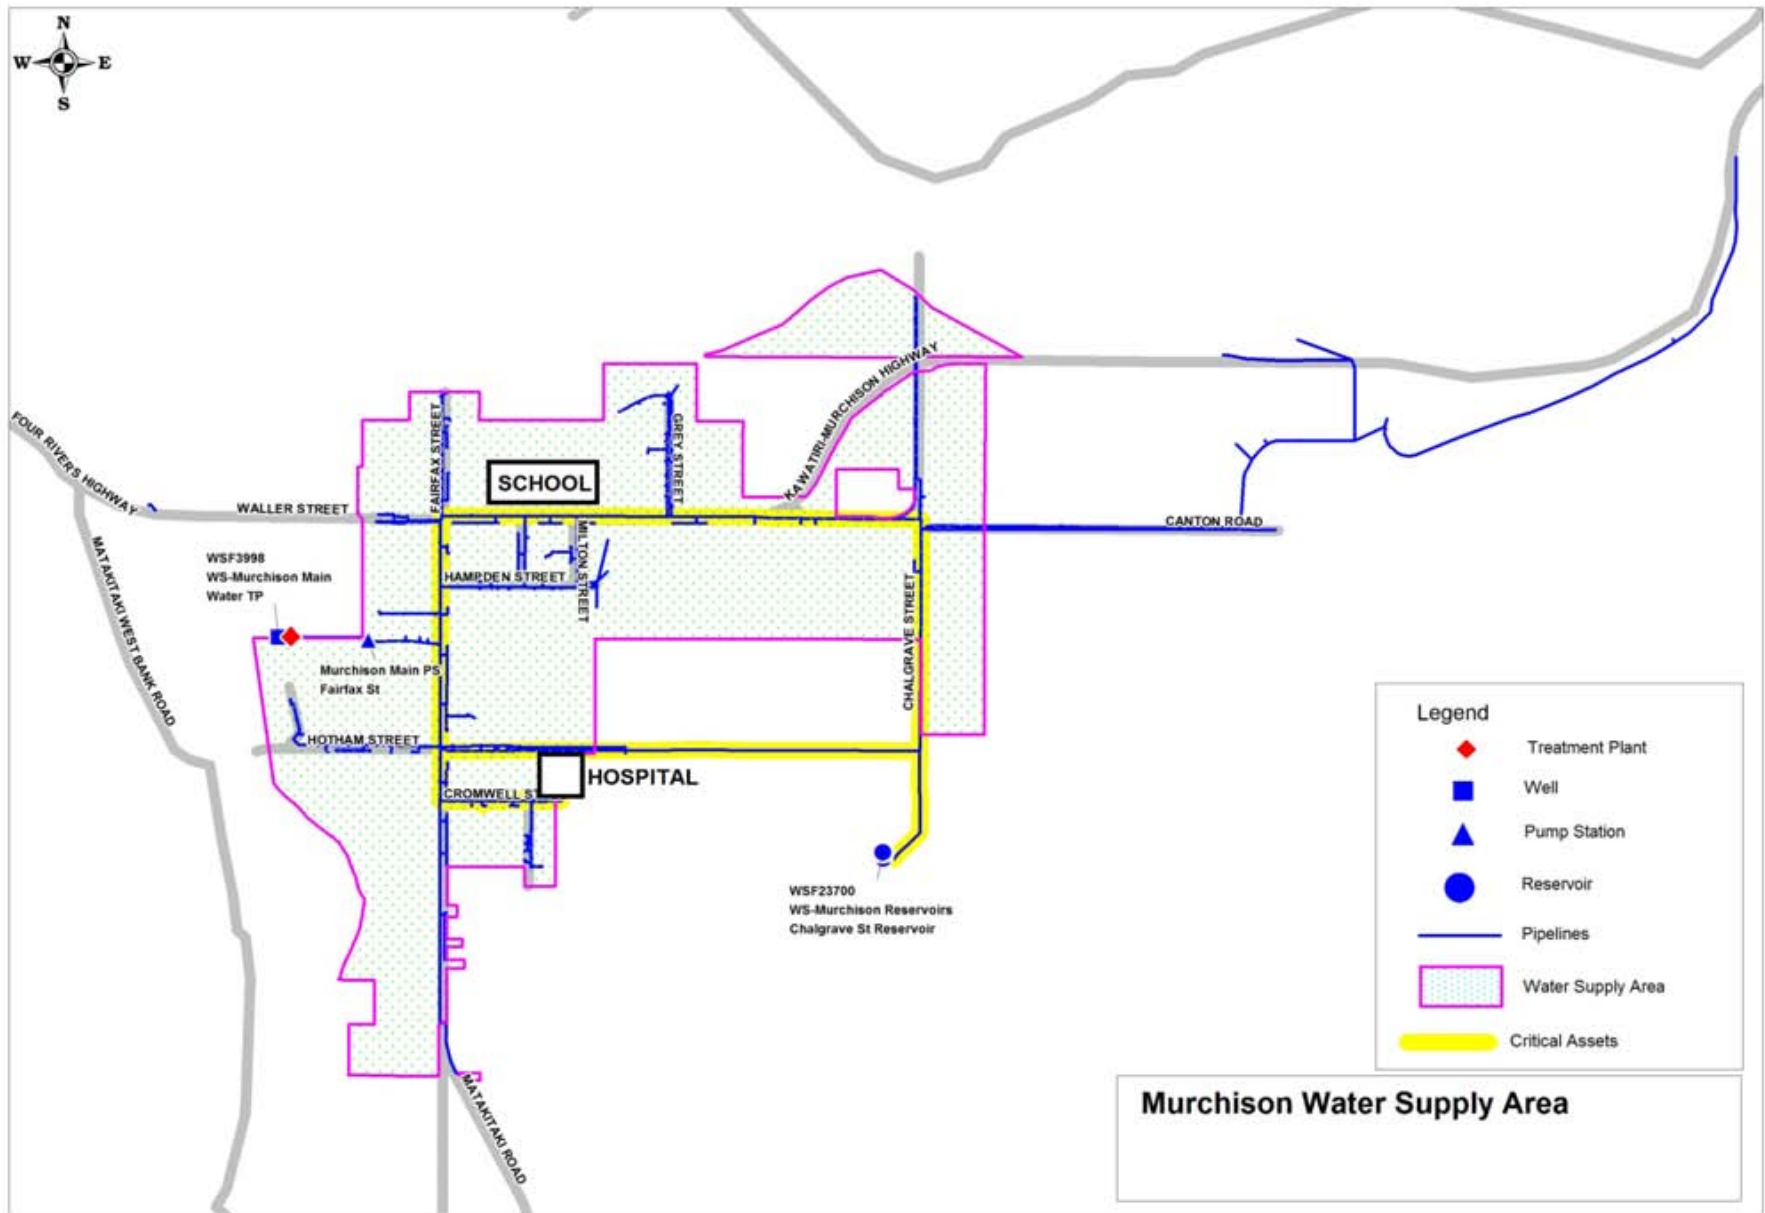 N
W E
S
FOUR RIVERS HIGHWAY
WALLER STREET
FAIRFAX STREET
SCHOOL
GREY STREET
KAWATIRI-MURCHISON HIGHWAY
CANTON ROAD
MATAKITAKI WEST BANK ROAD
WSF3998
WS-Murchison Main
Water TP
HAMPDEN STREET
MILTON STREET
CHALGRAVE STREET
Murchison Main PS
Fairfax St
HOTHAM STREET
HOSPITAL
CROMWELL ST
WSF23700
WS-Murchison Reservoirs
Chalgrave St Reservoir
MATAKITAKI ROAD
Legend
Treatment Plant
Well
Pump Station
Reservoir
Pipelines
Water Supply Area
Critical Assets
Murchison Water Supply Area